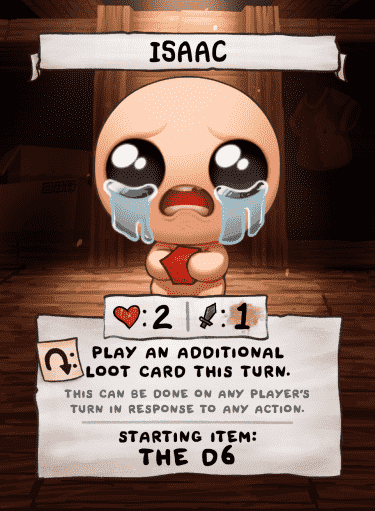 ISAAC
:2 :1
: PLAY AN ADDITIONAL
LOOT CARD THIS TURN.
THIS CAN BE DONE ON ANY PLAYER'S
TURN IN RESPONSE TO ANY ACTION.
STARTING ITEM:
THE D6